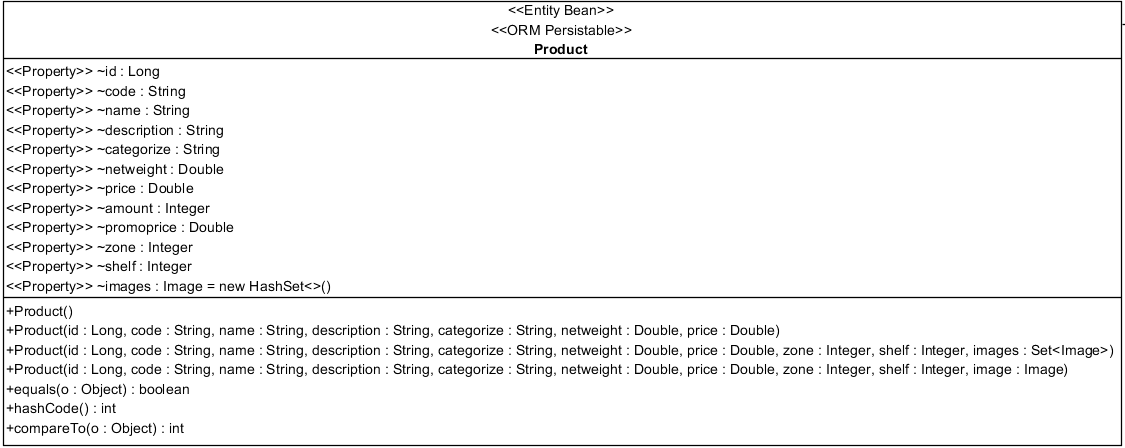 <<Entity Bean>>
<<ORM Persistable>>
Product
<<Property>> ~id : Long
<<Property>> ~code : String
<<Property>> ~name : String
<<Property>> ~description : String
<<Property>> ~categorize : String
<<Property>> ~netweight : Double
<<Property>> ~price : Double
<<Property>> ~amount : Integer
<<Property>> ~promoprice : Double
<<Property>> ~zone : Integer
<<Property>> ~shelf : Integer
<<Property>> ~images : Image = new HashSet<>()
+Product()
+Product(id : Long, code : String, name : String, description : String, categorize : String, netweight : Double, price : Double)
+Product(id : Long, code : String, name : String, description : String, categorize : String, netweight : Double, price : Double, zone : Integer, shelf : Integer, images : Set<Image>)
+Product(id : Long, code : String, name : String, description : String, categorize : String, netweight : Double, price : Double, zone : Integer, shelf : Integer, image : Image)
+equals(o : Object) : boolean
+hashCode() : int
+compareTo(o : Object) : int